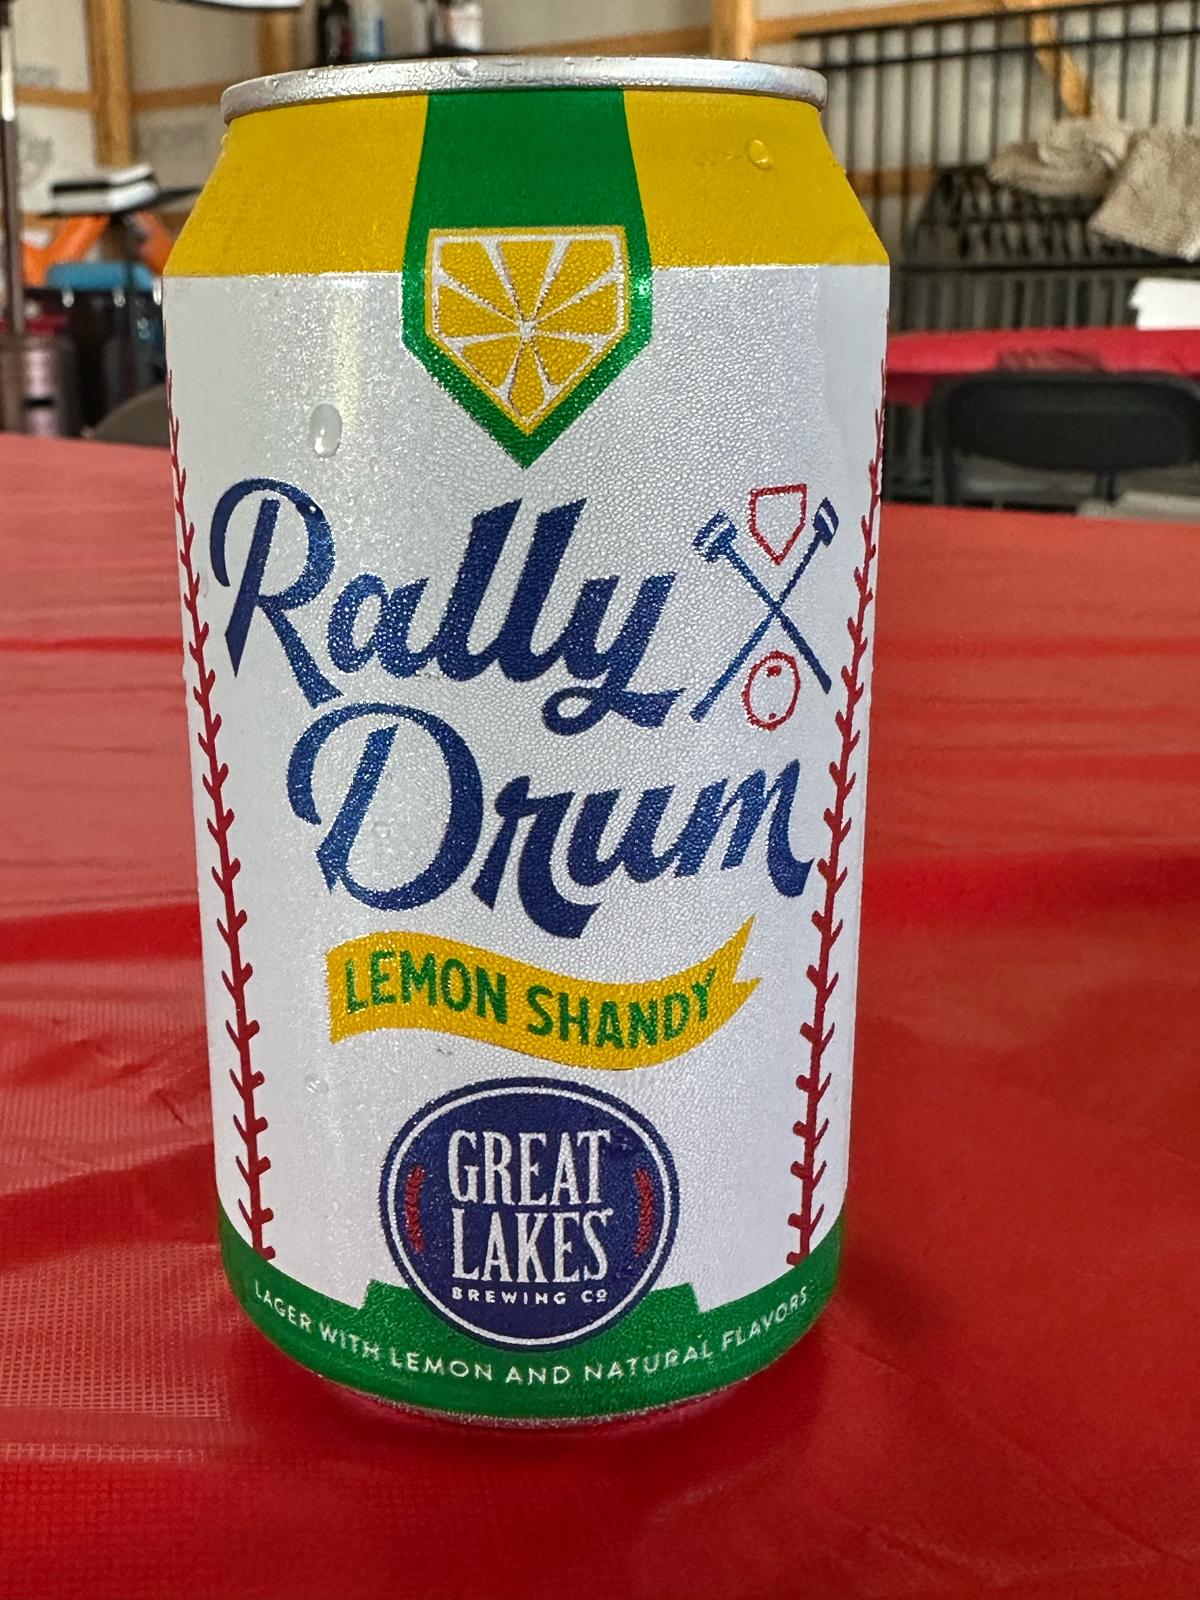 Rally
Drum
LEMON SHANDY
GREAT
LAKES
BREWING CO
LAGER WITH LEMON AND NATURAL FLAVORS